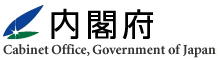 内閣府
Cabinet Office, Government of Japan